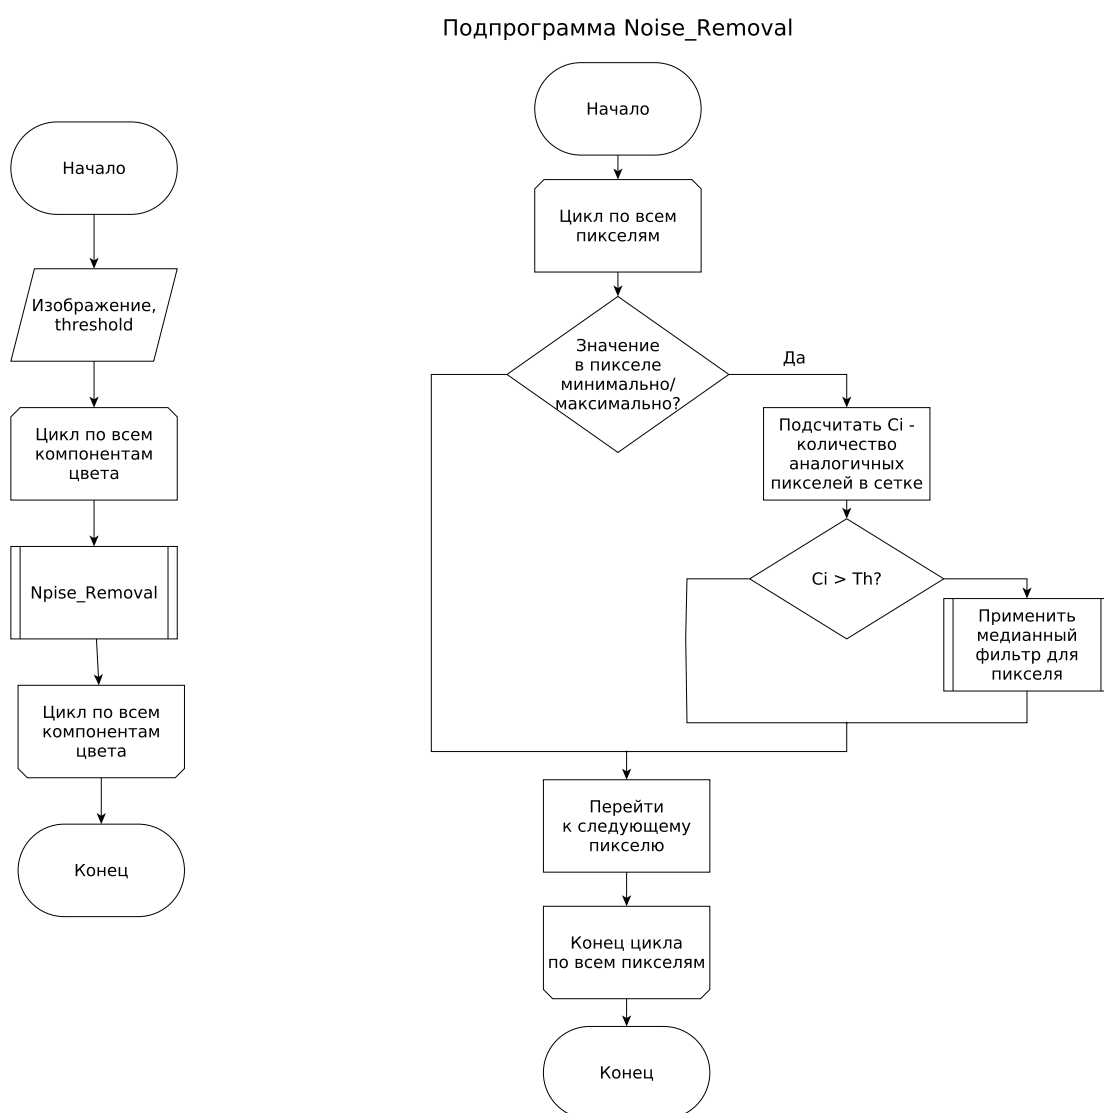 Подпрограмма Noise_Removal
Начало
Изображение,
threshold
Цикл по всем
компонентам
цвета
Npise_Removal
Цикл по всем
компонентам
цвета
Конец
Начало
Цикл по всем
пикселям
Значение
в пикселе
минимально/
максимально?
Да
Подсчитать Ci -
количество
аналогичных
пикселей в сетке
Ci > Th?
Применить
медианный
фильтр для
пикселя
Перейти
к следующему
пикселю
Конец цикла
по всем пикселям
Конец